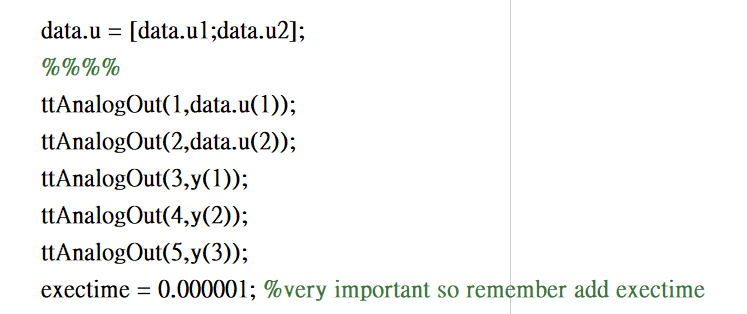 data.u = [data.u1;data.u2];
%%%%
ttAnalogOut(1,data.u(1));
ttAnalogOut(2,data.u(2));
ttAnalogOut(3,y(1));
ttAnalogOut(4,y(2));
ttAnalogOut(5,y(3));
exectime = 0.000001; %very important so remember add exectime